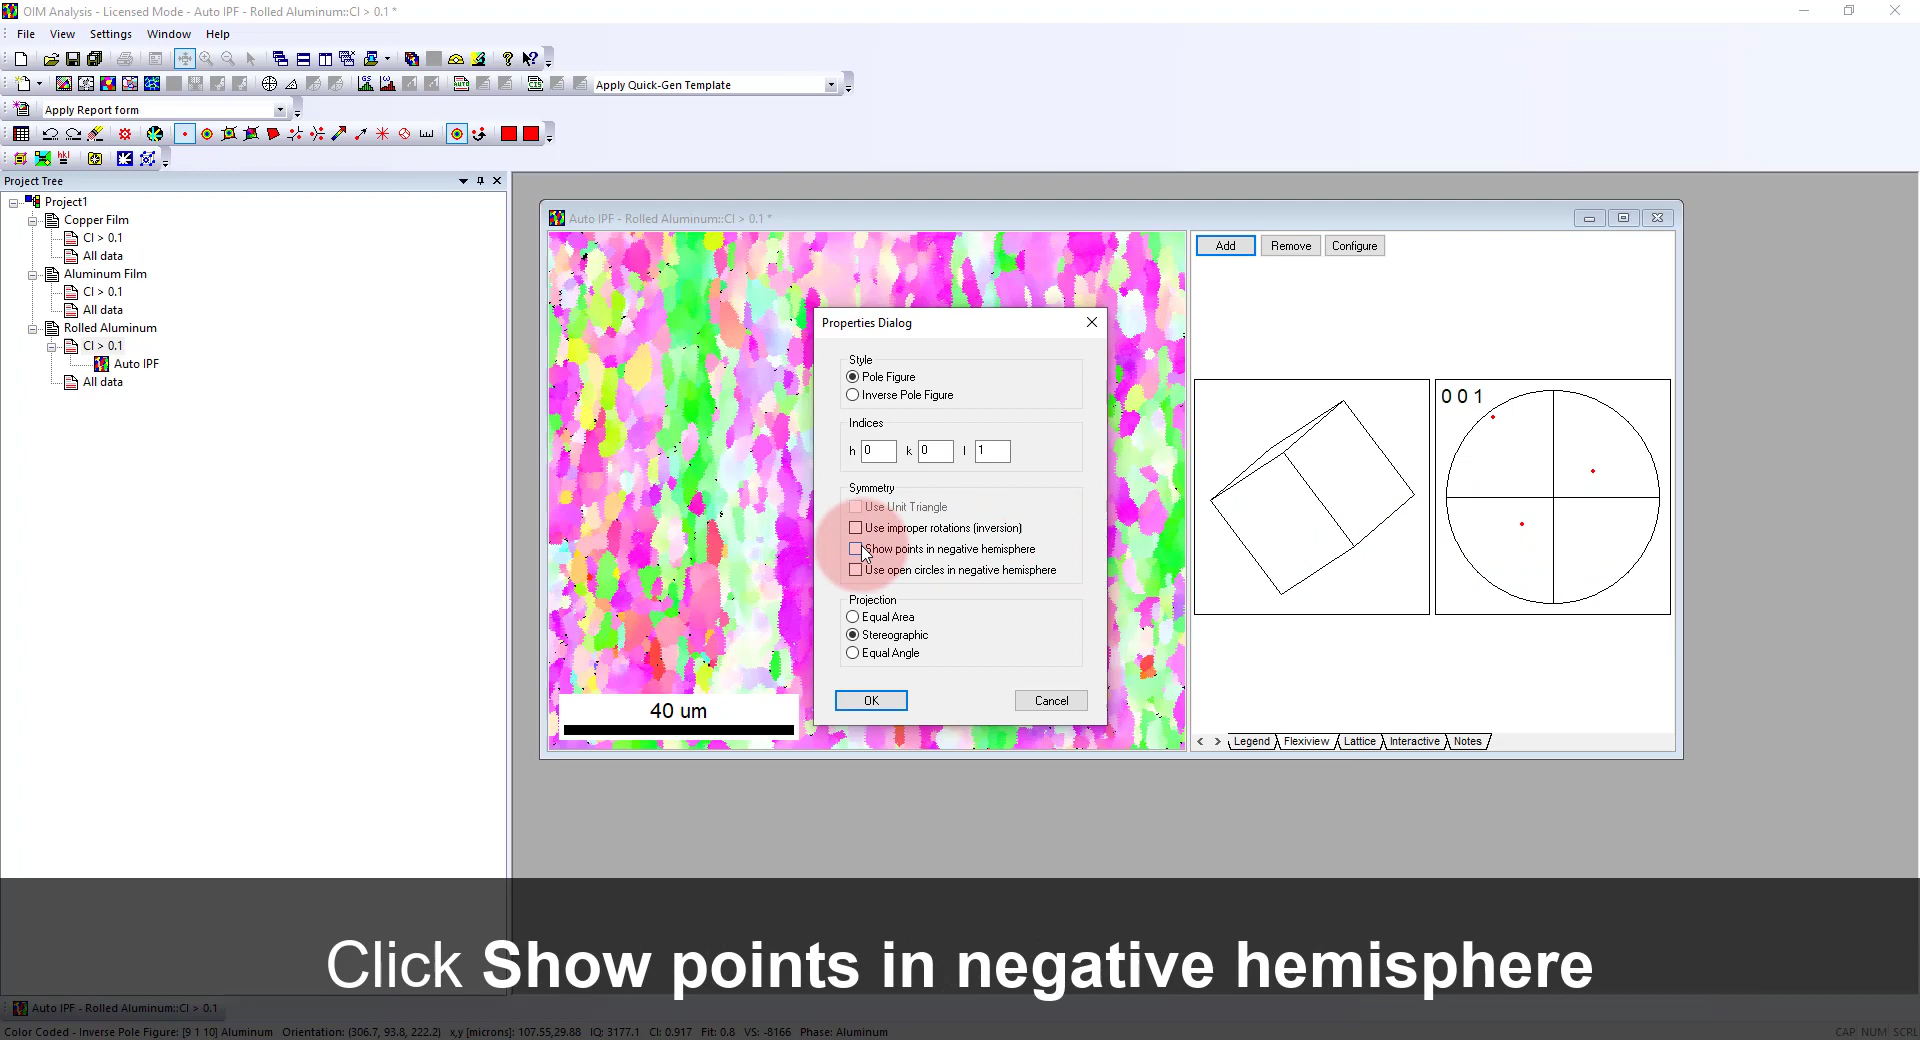 OIM Analysis - Licensed Mode - Auto IPF - Rolled Aluminum::CI > 0.1 *
File View Settings Window Help
Apply Quick-Gen Template
Apply Report form
Project Tree
Project1
Copper Film
CI > 0.1
All data
Aluminum Film
CI > 0.1
All data
Rolled Aluminum
CI > 0.1
Auto IPF
All data
Auto IPF - Rolled Aluminum::CI > 0.1 *
Add Remove Configure
Properties Dialog
Style
Pole Figure
Inverse Pole Figure
Indices
h 0 k 0 l 1
Symmetry
Use Unit Triangle
Use improper rotations (inversion)
Show points in negative hemisphere
Use open circles in negative hemisphere
Projection
Equal Area
Stereographic
Equal Angle
OK Cancel
0 0 1
40 um
Legend Flexiview Lattice Interactive Notes
Click Show points in negative hemisphere
Auto IPF - Rolled Aluminum::CI > 0.1
Color Coded - Inverse Pole Figure: [9 1 10] Aluminum Orientation: (306.7, 93.8, 222.2) x,y [microns]: 107.55,29.88 IQ: 3177.1 CI: 0.917 Fit: 0.8 VS: -8166 Phase: Aluminum
CAP NUM SCRL